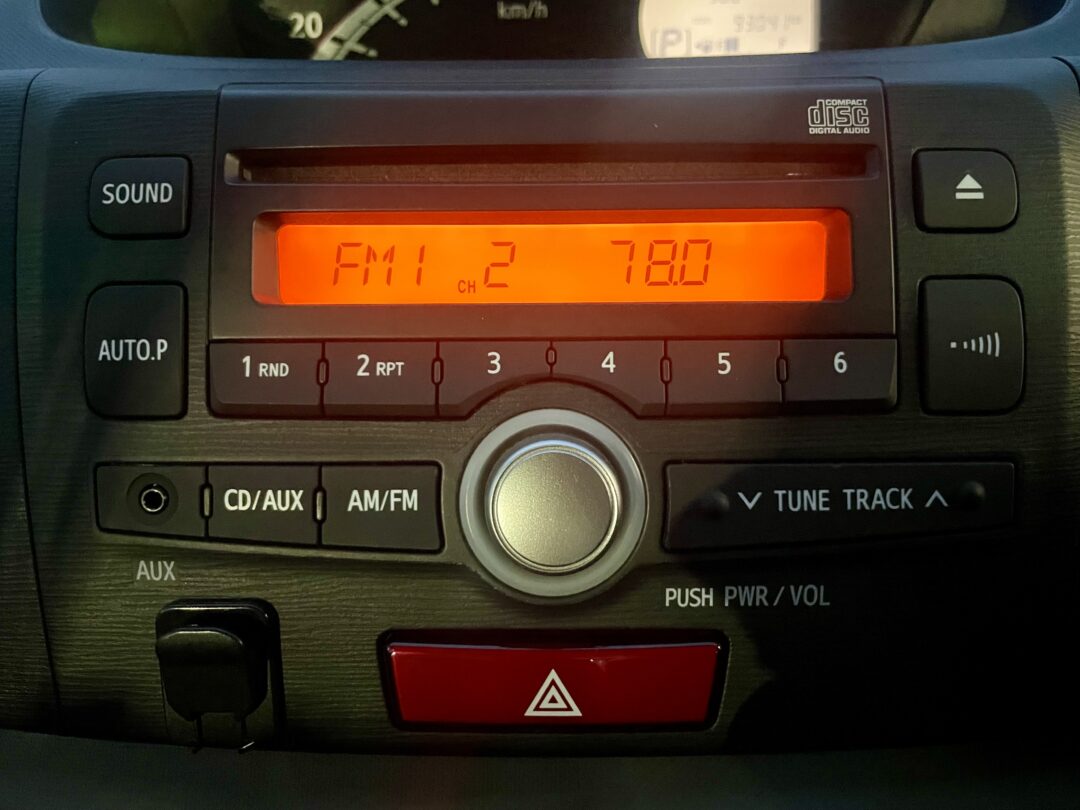 20
km/h
[P]
COMPACT
disc
DIGITAL AUDIO
SOUND
FM1 CH 2 78.0
AUTO.P
1 RND 2 RPT 3 4 5 6
CD/AUX AM/FM
TUNE TRACK
AUX
PUSH PWR/VOL